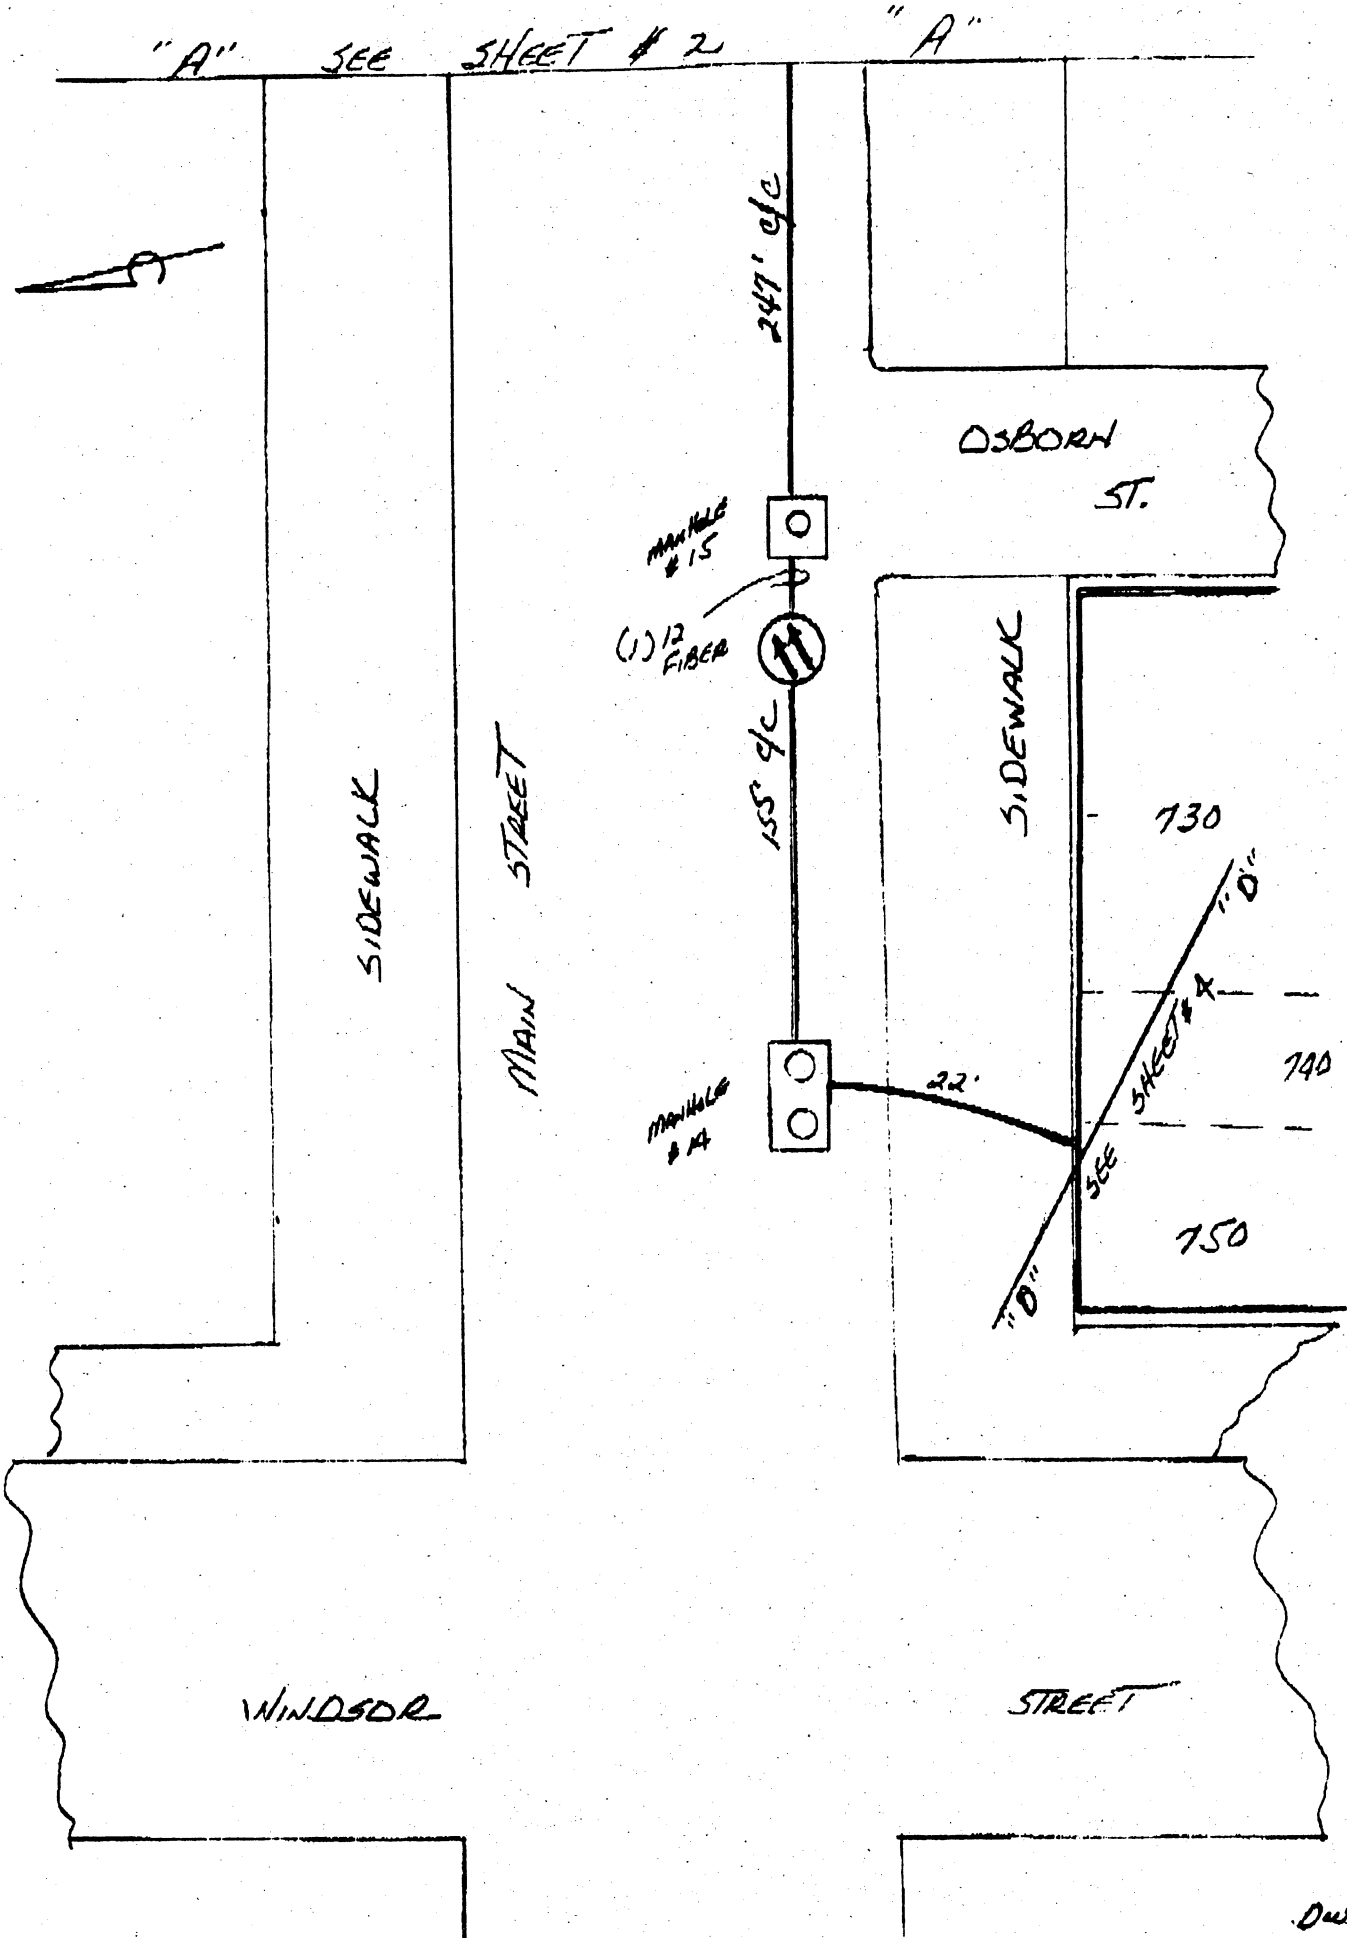 "A" SEE SHEET # 2 "A"
247' c/c
OSBORN
ST.
MANHOLE
# 15
(1) 12
FIBER
SIDEWALK
155' c/c
730
MAIN STREET
SIDEWALK
"D"
SEE SHEET # 4
740
22'
MANHOLE
# 14
750
"D"
WINDSOR STREET